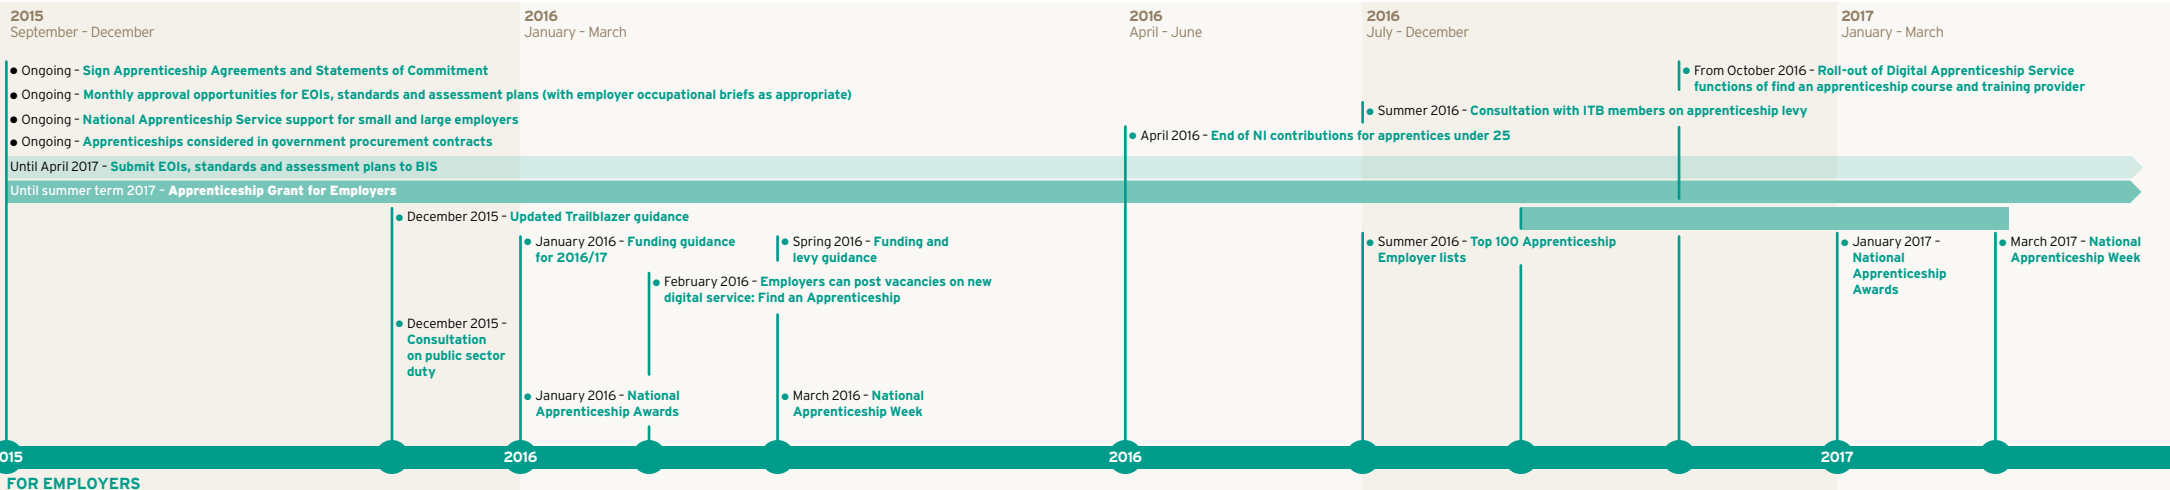 2015
September – December
2016
January – March
2016
April – June
2016
July – December
2017
January – March
Ongoing – Sign Apprenticeship Agreements and Statements of Commitment
Ongoing – Monthly approval opportunities for EOIs, standards and assessment plans (with employer occupational briefs as appropriate)
Ongoing – National Apprenticeship Service support for small and large employers
Ongoing – Apprenticeships considered in government procurement contracts
From October 2016 – Roll-out of Digital Apprenticeship Service
functions of find an apprenticeship course and training provider
Summer 2016 – Consultation with ITB members on apprenticeship levy
April 2016 – End of NI contributions for apprentices under 25
Until April 2017 – Submit EOIs, standards and assessment plans to BIS
Until summer term 2017 – Apprenticeship Grant for Employers
December 2015 – Updated Trailblazer guidance
January 2016 – Funding guidance
for 2016/17
Spring 2016 – Funding and
levy guidance
February 2016 – Employers can post vacancies on new
digital service: Find an Apprenticeship
Summer 2016 – Top 100 Apprenticeship
Employer lists
January 2017 –
National
Apprenticeship
Awards
March 2017 – National
Apprenticeship Week
December 2015 –
Consultation
on public sector
duty
January 2016 – National
Apprenticeship Awards
March 2016 – National
Apprenticeship Week
015
2016
2016
2017
FOR EMPLOYERS